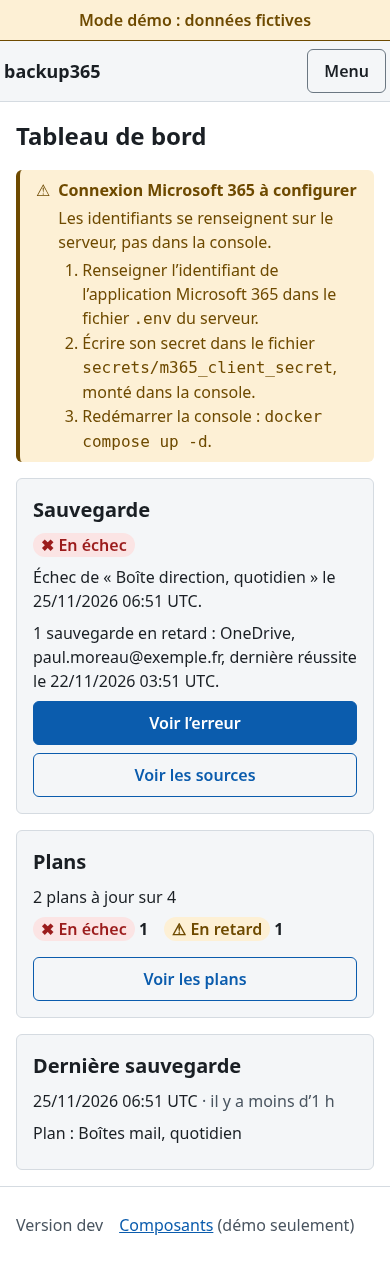 Mode démo : données fictives
backup365
Menu
Tableau de bord
⚠ Connexion Microsoft 365 à configurer
Les identifiants se renseignent sur le
serveur, pas dans la console.
1. Renseigner l’identifiant de
l’application Microsoft 365 dans le
fichier .env du serveur.
2. Écrire son secret dans le fichier
secrets/m365_client_secret,
monté dans la console.
3. Redémarrer la console : docker
compose up -d.
Sauvegarde
✖ En échec
Échec de « Boîte direction, quotidien » le
25/11/2026 06:51 UTC.
1 sauvegarde en retard : OneDrive,
paul.moreau@exemple.fr, dernière réussite
le 22/11/2026 03:51 UTC.
Voir l’erreur
Voir les sources
Plans
2 plans à jour sur 4
✖ En échec 1 ⚠ En retard 1
Voir les plans
Dernière sauvegarde
25/11/2026 06:51 UTC · il y a moins d’1 h
Plan : Boîtes mail, quotidien
Version dev Composants (démo seulement)